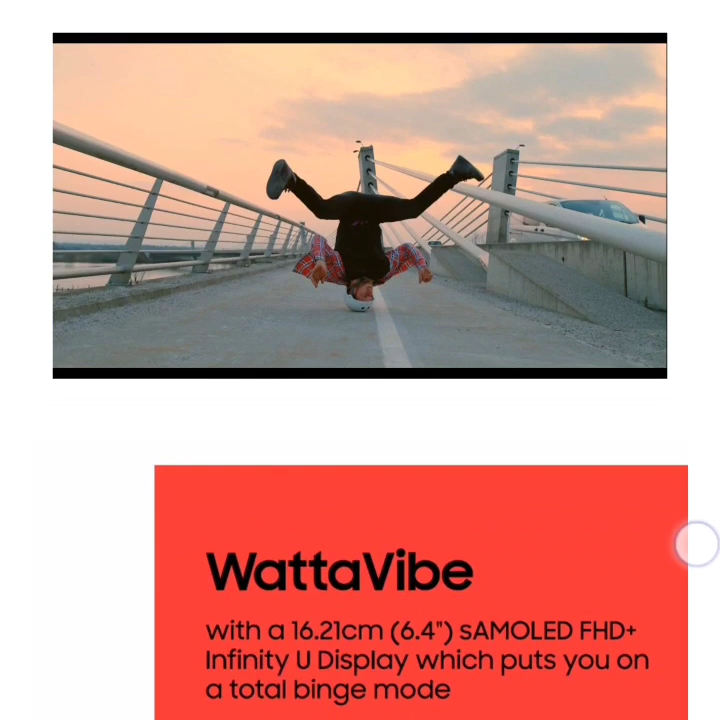 WattaVibe
with a 16.21cm (6.4") sAMOLED FHD+
Infinity U Display which puts you on
a total binge mode